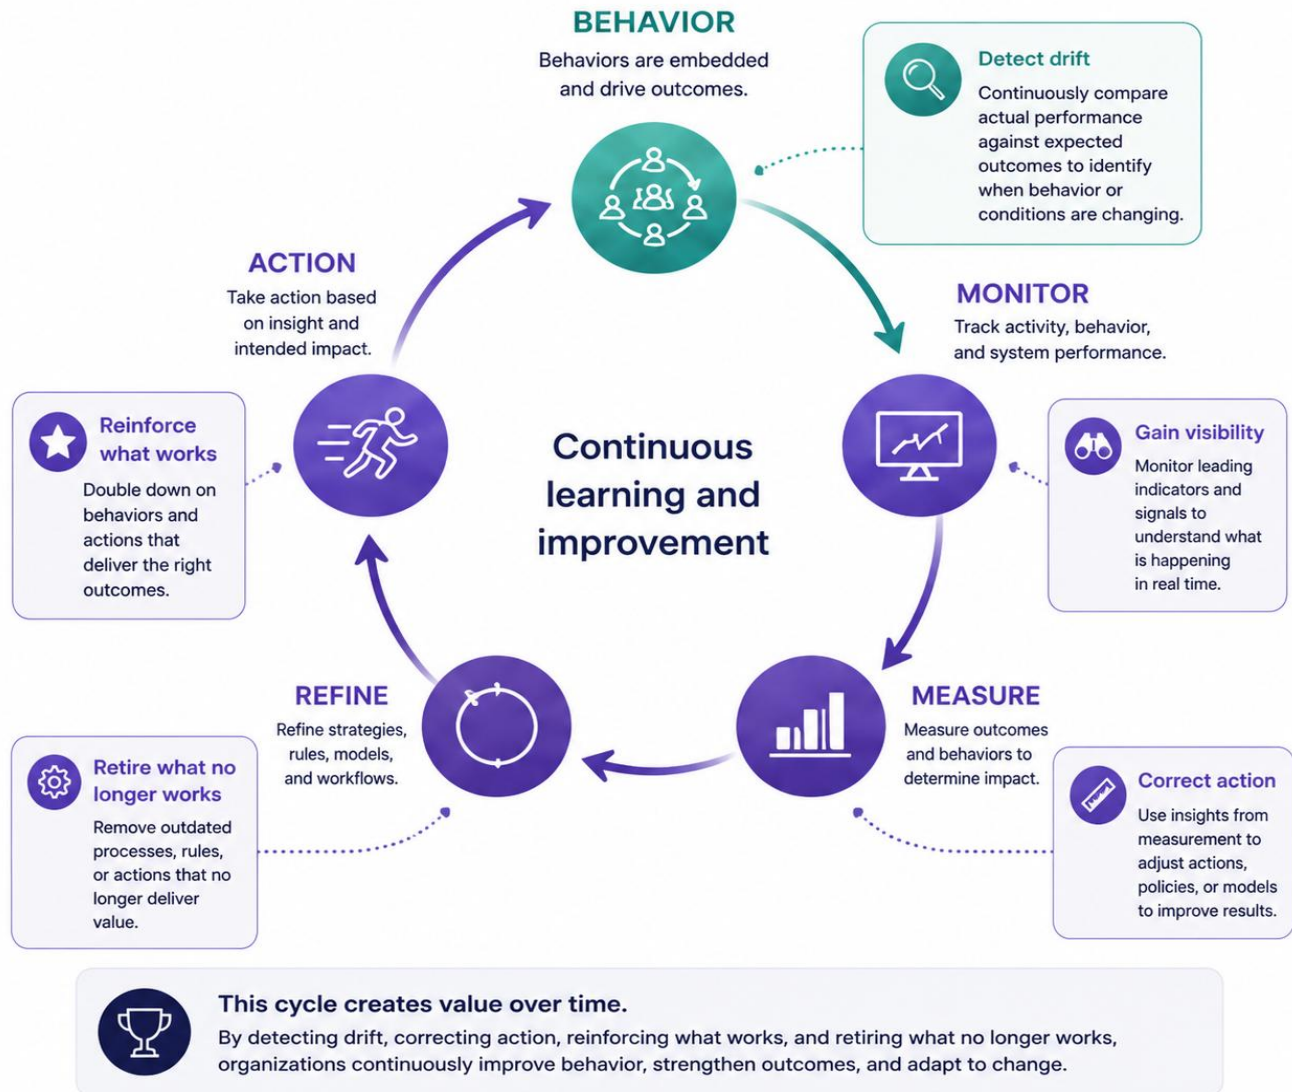 BEHAVIOR
Behaviors are embedded
and drive outcomes.
Detect drift
Continuously compare
actual performance
against expected
outcomes to identify
when behavior or
conditions are changing.
ACTION
Take action based
on insight and
intended impact.
MONITOR
Track activity, behavior,
and system performance.
Reinforce
what works
Double down on
behaviors and
actions that
deliver the right
outcomes.
Continuous
learning and
improvement
Gain visibility
Monitor leading
indicators and
signals to
understand what
is happening
in real time.
REFINE
Refine strategies,
rules, models,
and workflows.
MEASURE
Measure outcomes
and behaviors to
determine impact.
Retire what no
longer works
Remove outdated
processes, rules,
or actions that no
longer deliver
value.
Correct action
Use insights from
measurement to
adjust actions,
policies, or models
to improve results.
This cycle creates value over time.
By detecting drift, correcting action, reinforcing what works, and retiring what no longer works,
organizations continuously improve behavior, strengthen outcomes, and adapt to change.